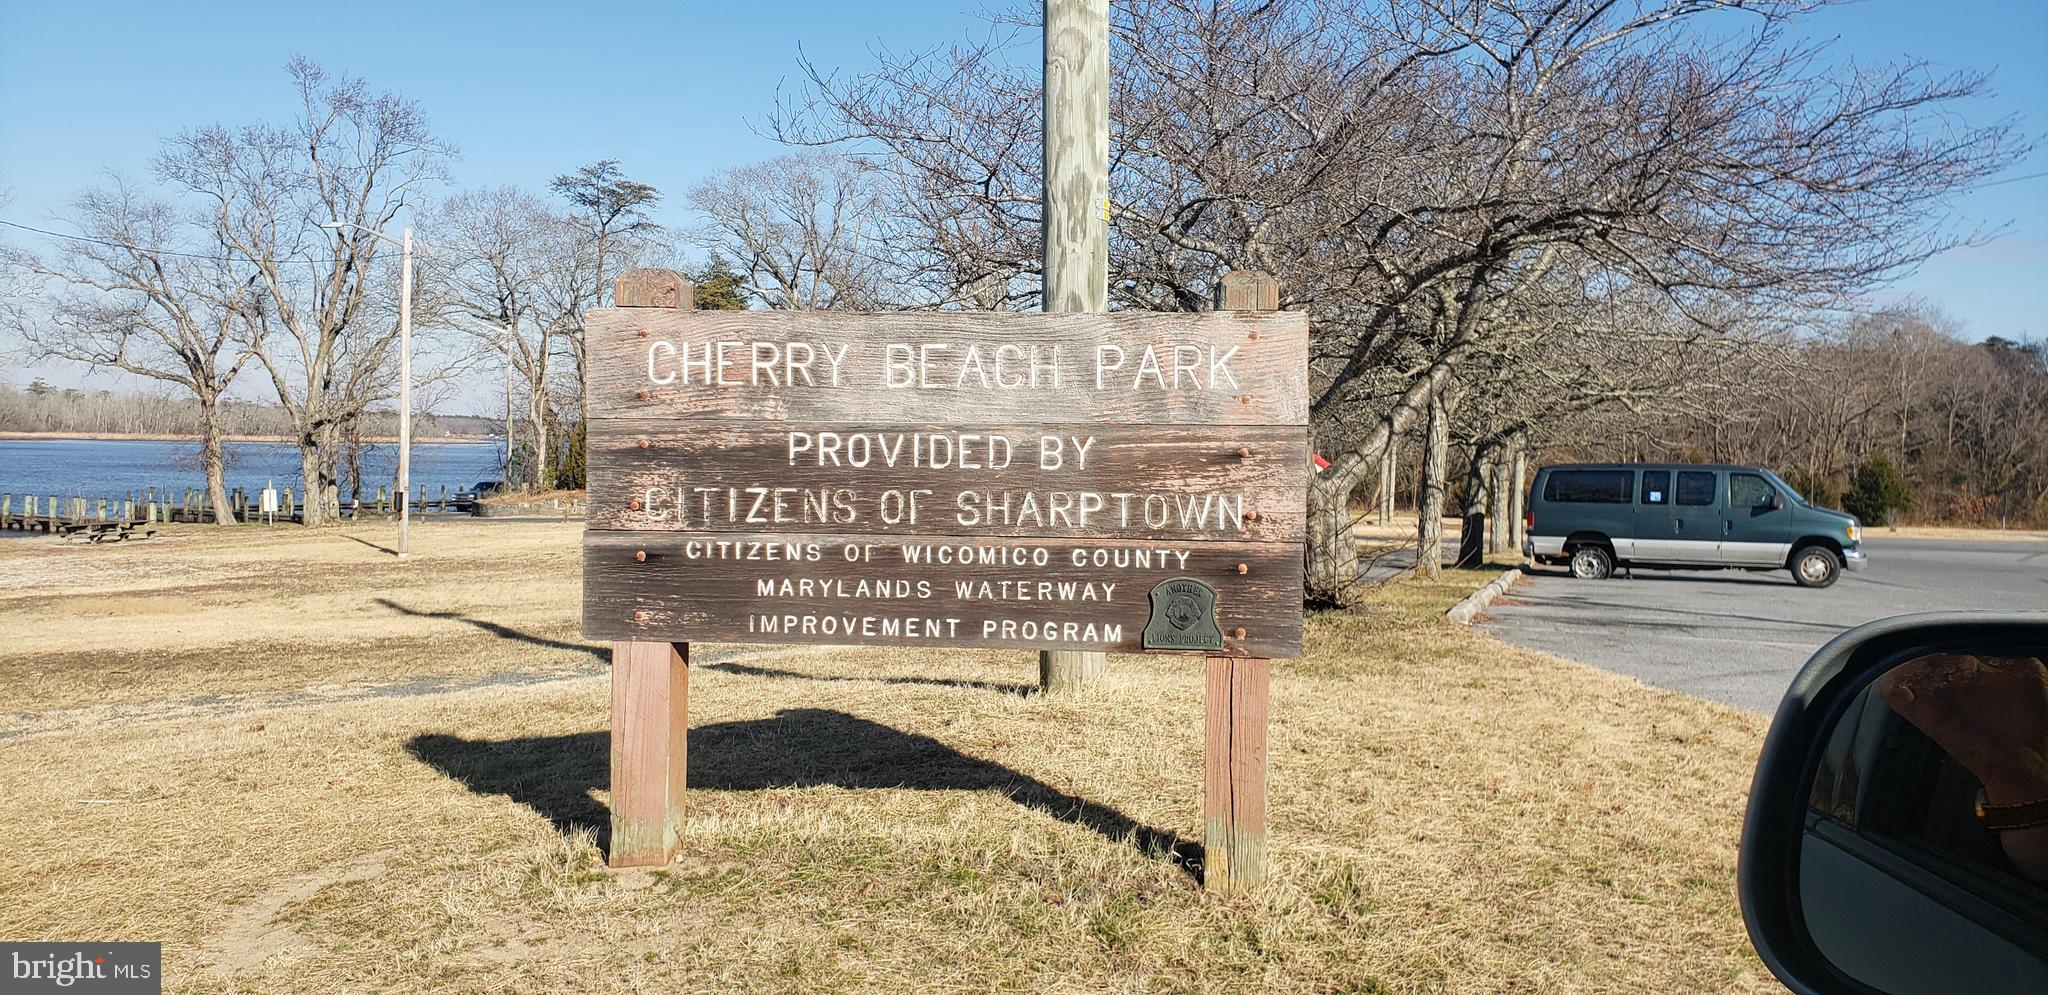 CHERRY BEACH PARK
PROVIDED BY
CITIZENS OF SHARPTOWN
CITIZENS OF WICOMICO COUNTY
MARYLANDS WATERWAY
IMPROVEMENT PROGRAM
ANOTHER
LIONS PROJECT
bright MLS